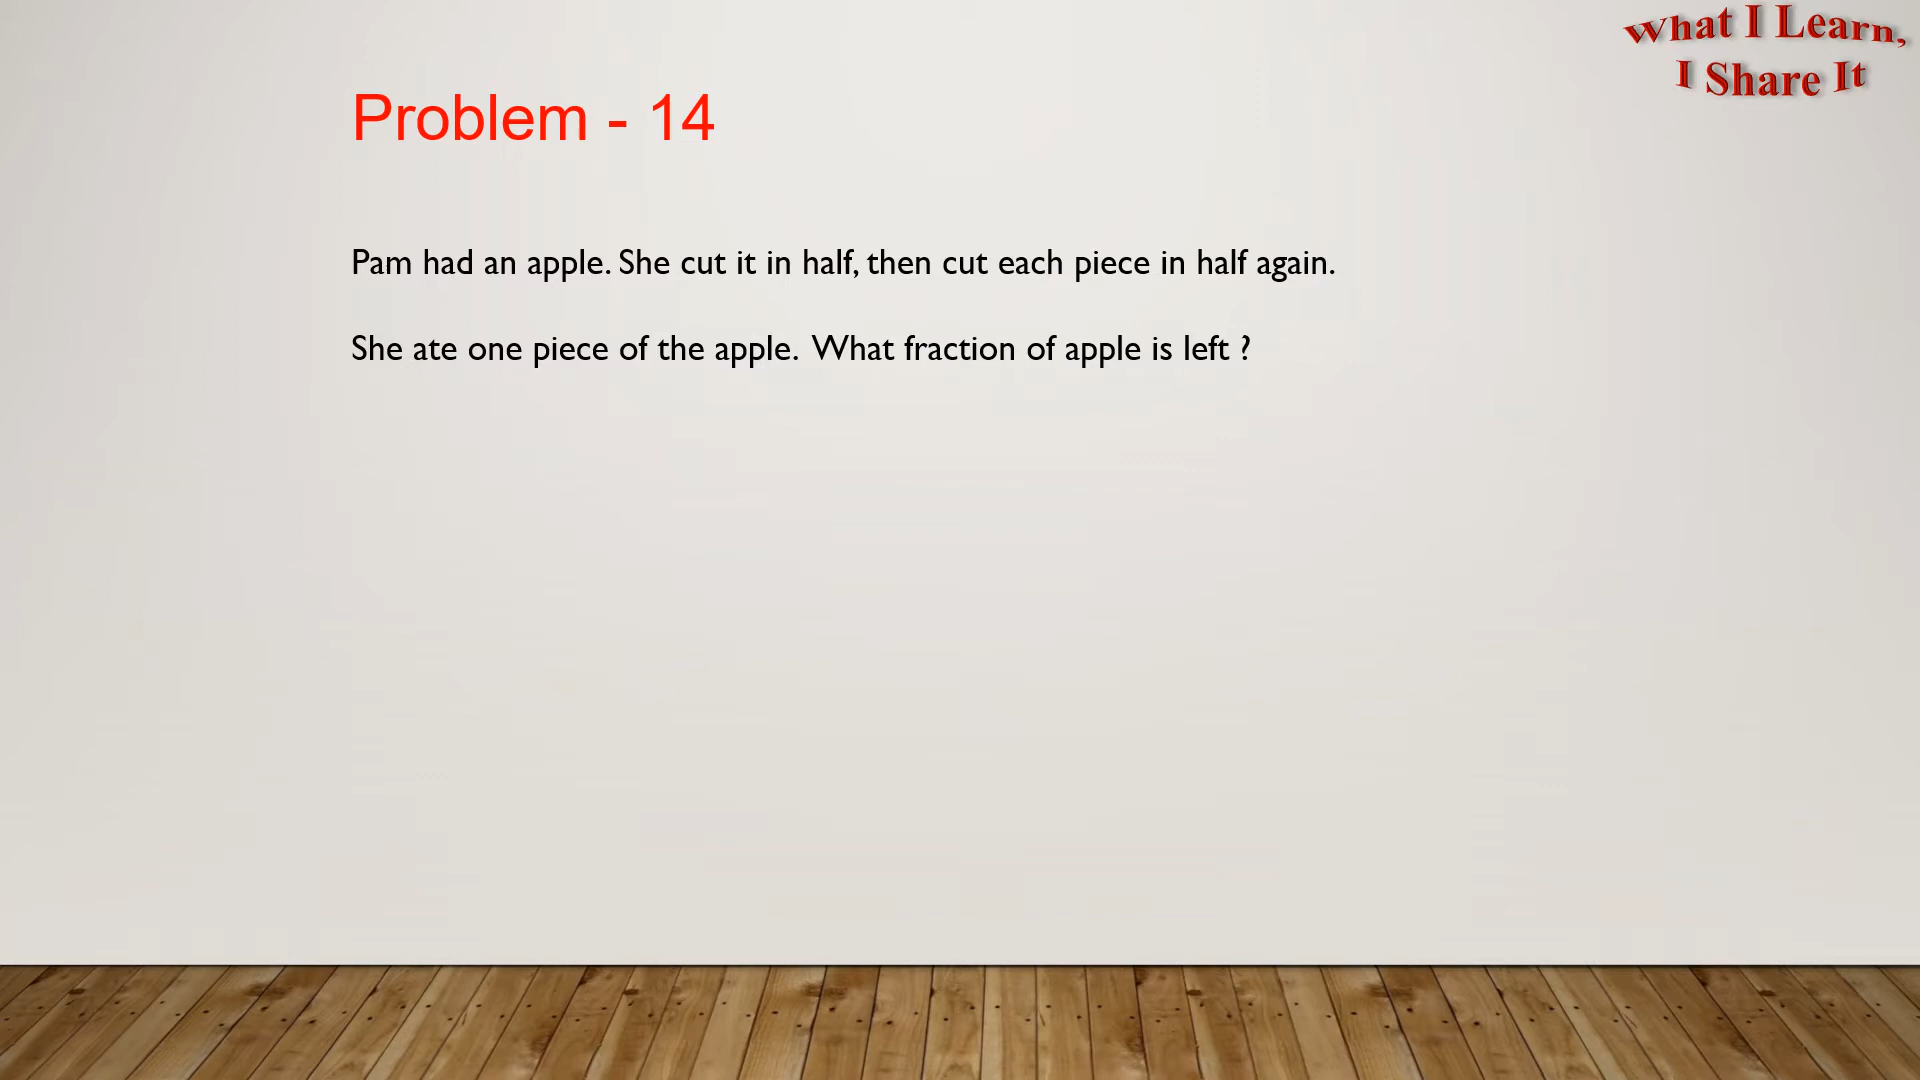 What I Learn,
I Share It
Problem - 14
Pam had an apple. She cut it in half, then cut each piece in half again.
She ate one piece of the apple. What fraction of apple is left ?